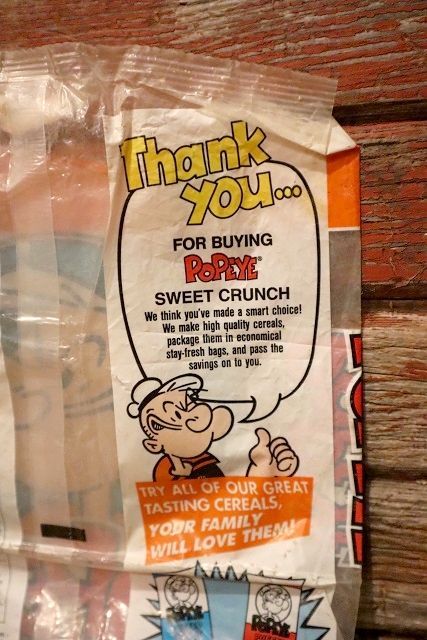 Thank
you...
FOR BUYING
POPEYE®
SWEET CRUNCH
We think you've made a smart choice!
We make high quality cereals,
package them in economical
stay-fresh bags, and pass the
savings on to you.
TRY ALL OF OUR GREAT
TASTING CEREALS,
YOUR FAMILY
WILL LOVE THEM!
POPEYE
POPEYE